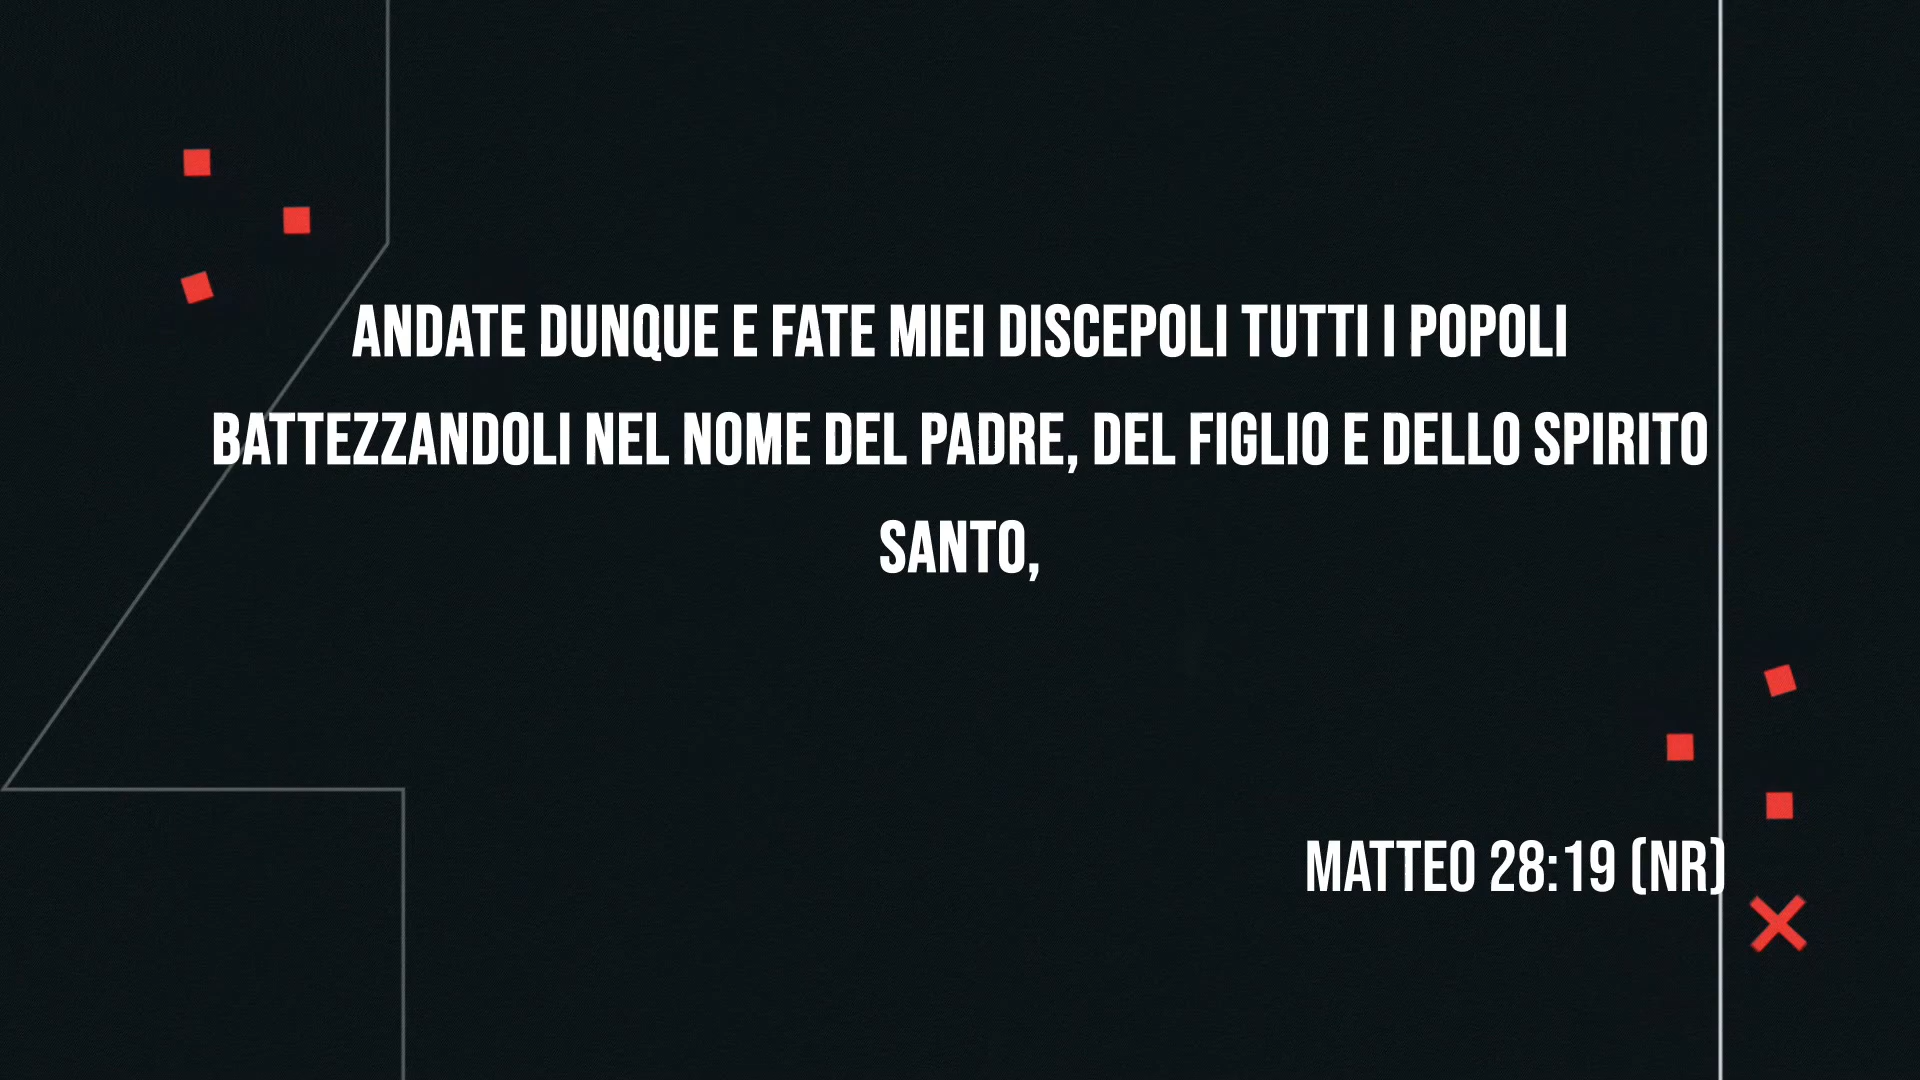 ANDATE DUNQUE E FATE MIEI DISCEPOLI TUTTI I POPOLI
BATTEZZANDOLI NEL NOME DEL PADRE, DEL FIGLIO E DELLO SPIRITO
SANTO,
MATTEO 28:19 (NR)